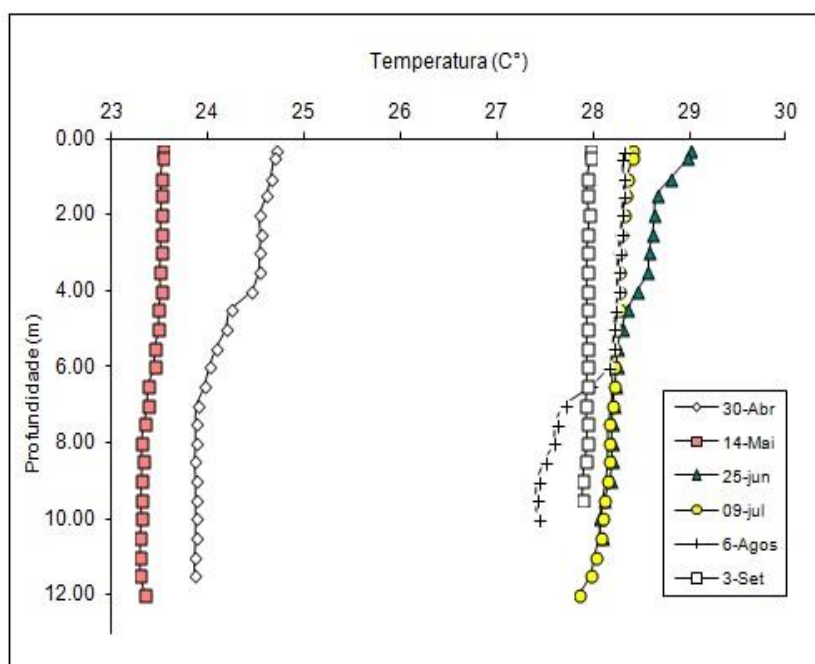 Temperatura (C°)
23 24 25 26 27 28 29 30
0.00
2.00
4.00
6.00
8.00
10.00
12.00
Profundidade (m)
30-Abr
14-Mai
25-jun
09-jul
6-Agos
3-Set